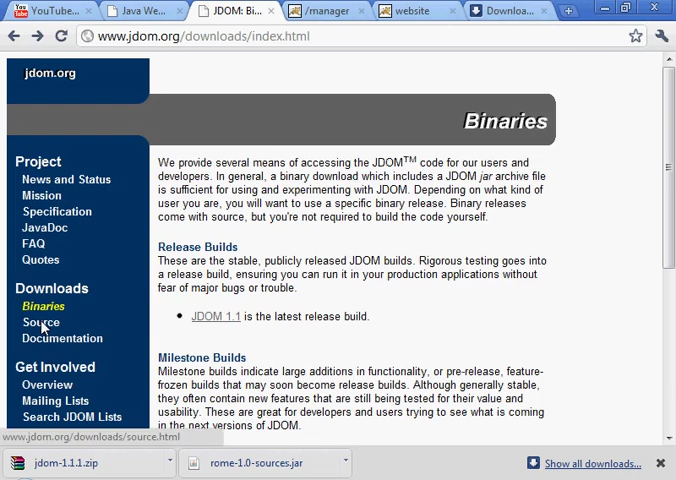 YouTube...
Java We...
JDOM: Bi...
/manager
website
Downloa...
www.jdom.org/downloads/index.html
jdom.org
Binaries
Project
News and Status
Mission
Specification
JavaDoc
FAQ
Quotes
Downloads
Binaries
Source
Documentation
Get Involved
Overview
Mailing Lists
Search JDOM Lists
We provide several means of accessing the JDOM™ code for our users and
developers. In general, a binary download which includes a JDOM jar archive file
is sufficient for using and experimenting with JDOM. Depending on what kind of
user you are, you will want to use a specific binary release. Binary releases
come with source, but you're not required to build the code yourself.
Release Builds
These are the stable, publicly released JDOM builds. Rigorous testing goes into
a release build, ensuring you can run it in your production applications without
fear of major bugs or trouble.
JDOM 1.1 is the latest release build.
Milestone Builds
Milestone builds indicate large additions in functionality, or pre-release, feature-
frozen builds that may soon become release builds. Although generally stable,
they often contain new features that are still being tested for their value and
usability. These are great for developers and users trying to see what is coming
in the next versions of JDOM.
www.jdom.org/downloads/source.html
jdom-1.1.1.zip
rome-1.0-sources.jar
Show all downloads...